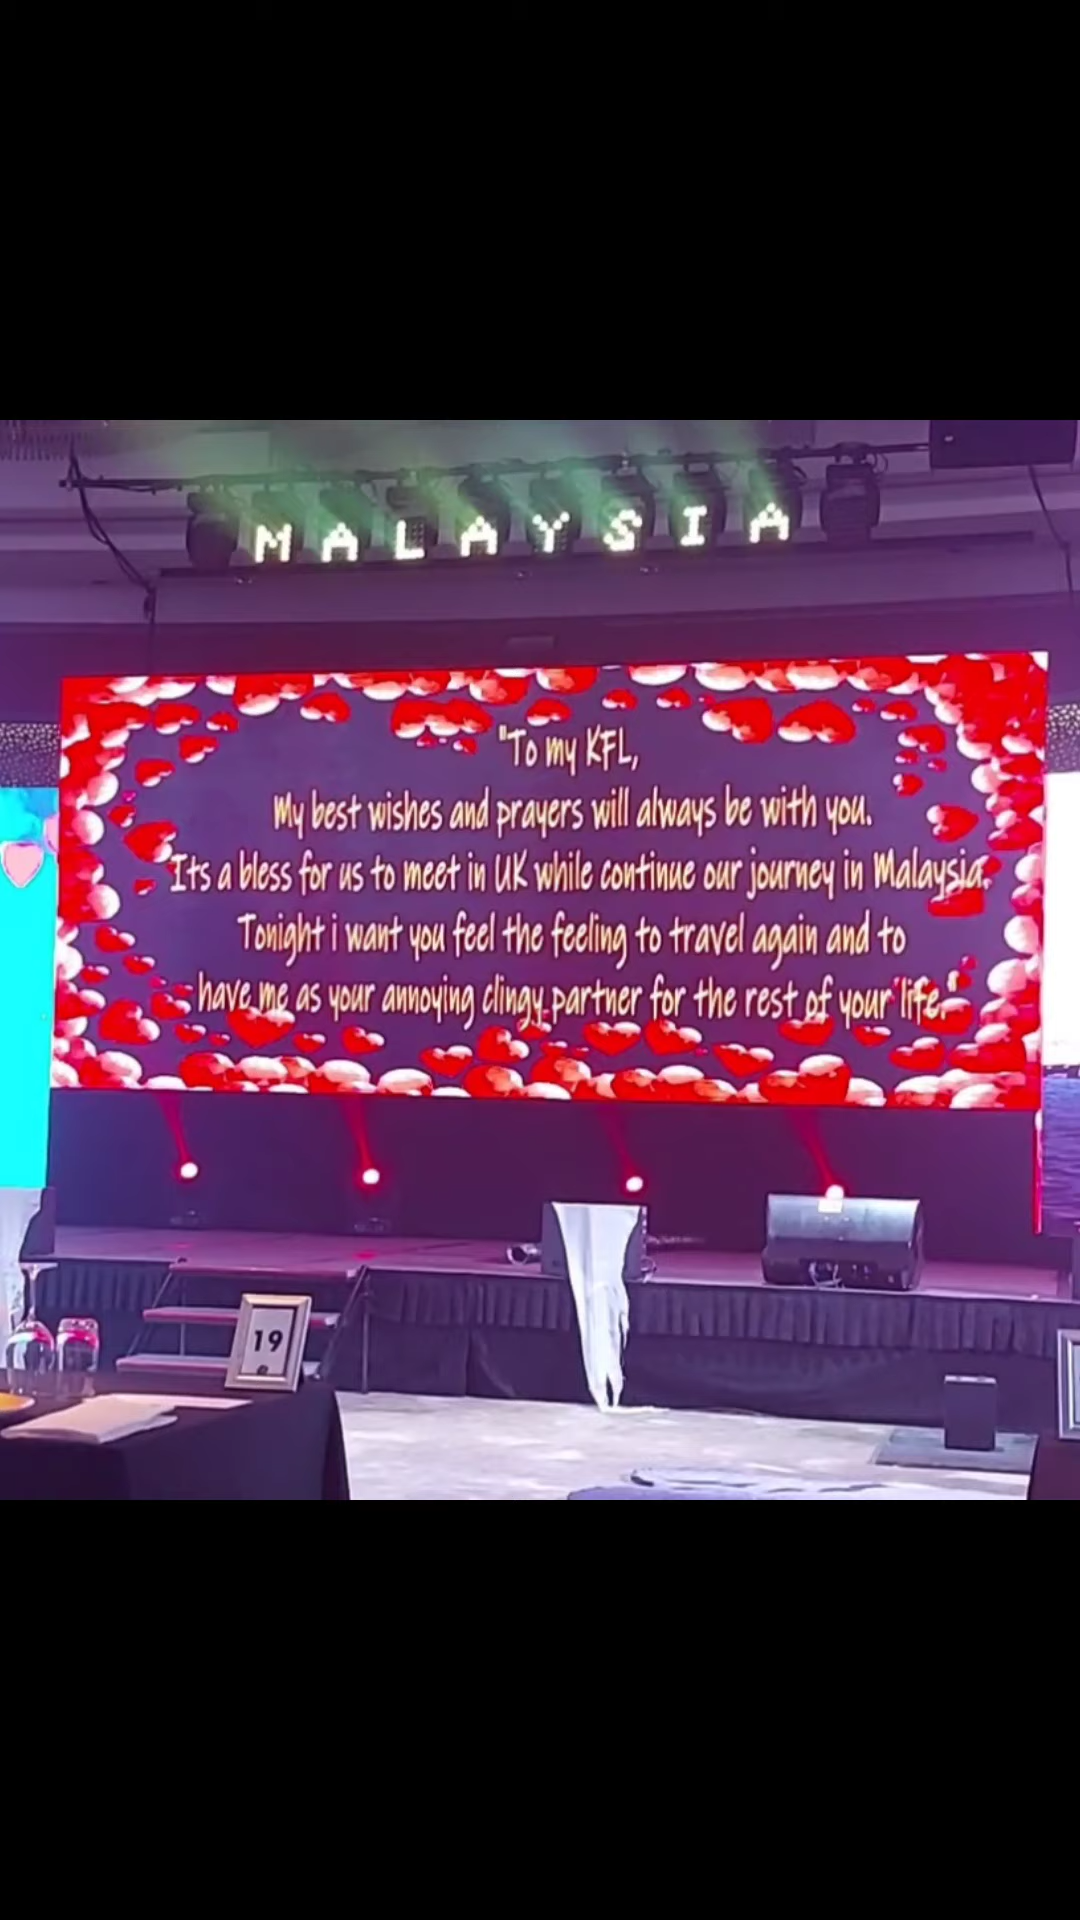 MALAYSIA
"To my KFL,
My best wishes and prayers will always be with you.
Its a bless for us to meet in UK while continue our journey in Malaysia.
Tonight i want you feel the feeling to travel again and to
have me as your annoying clingy partner for the rest of your life."
19